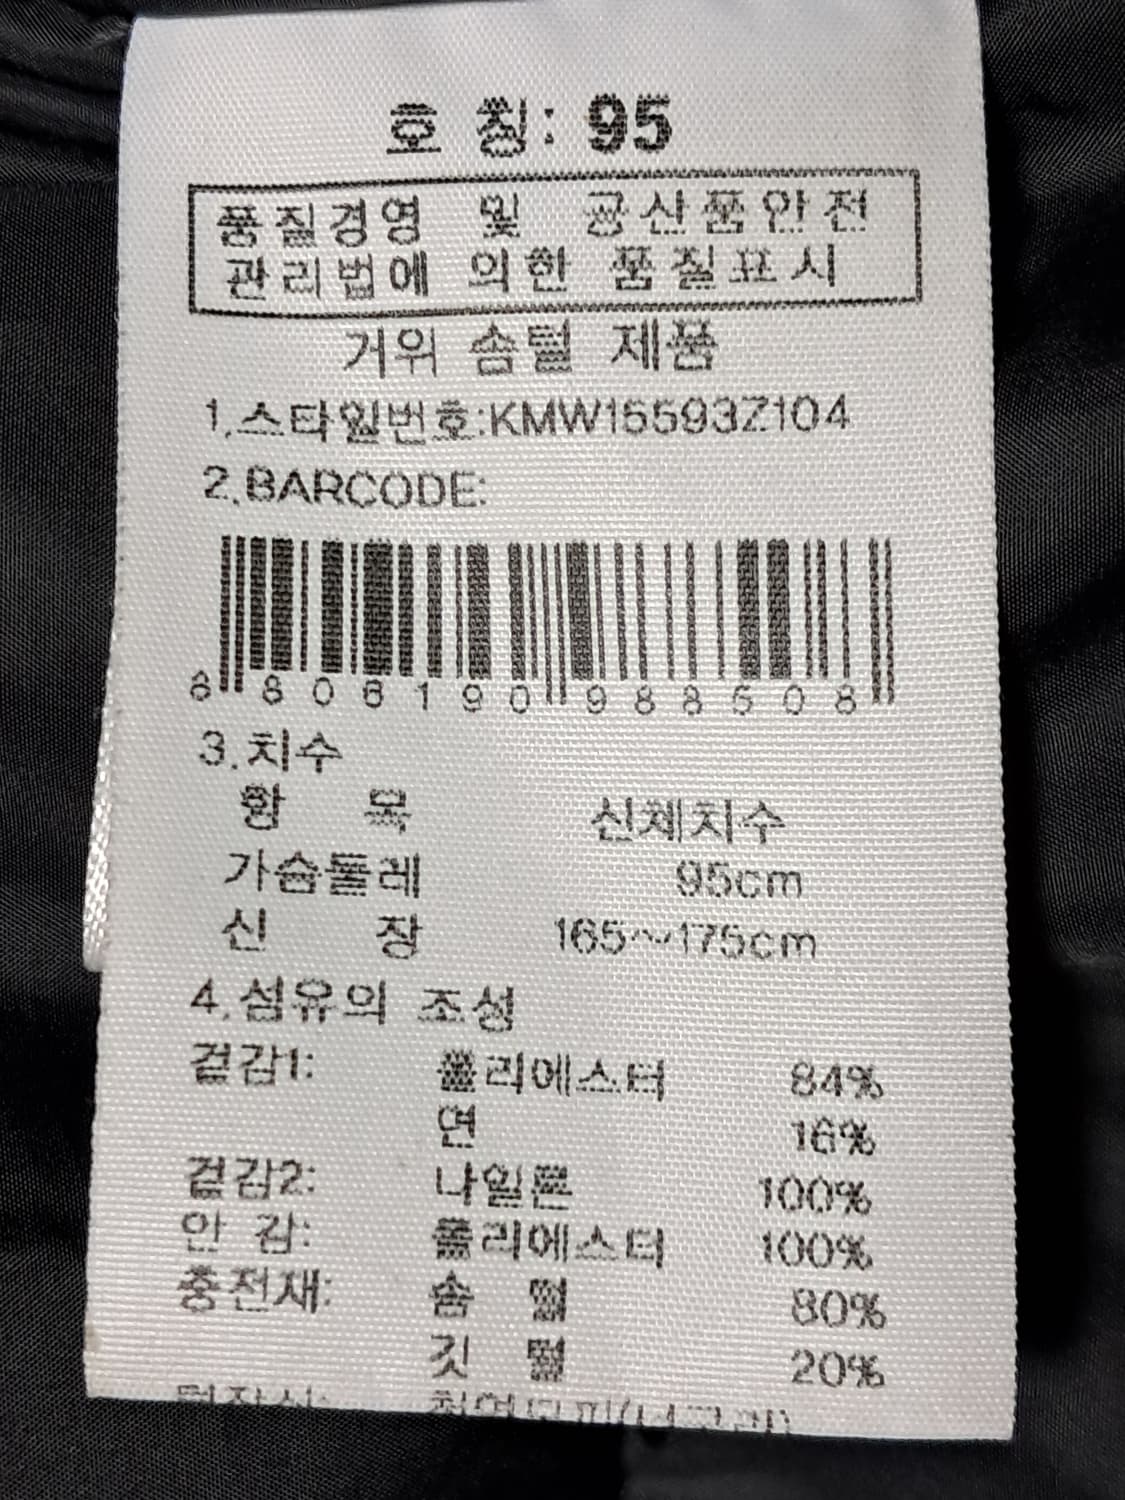 호 칭: 95
품질경영 및 공산품안전
관리법에 의한 품질표시
거위 솜털 제품
1.스타일번호:KMW15593Z104
2.BARCODE:
8 806190 988508
3.치수
항 목 신체치수
가슴둘레 95cm
신 장 165~175cm
4.섬유의 조성
겉감1: 폴리에스터 84%
면 16%
겉감2: 나일론 100%
안 감: 폴리에스터 100%
충전재: 솜 털 80%
깃 털 20%